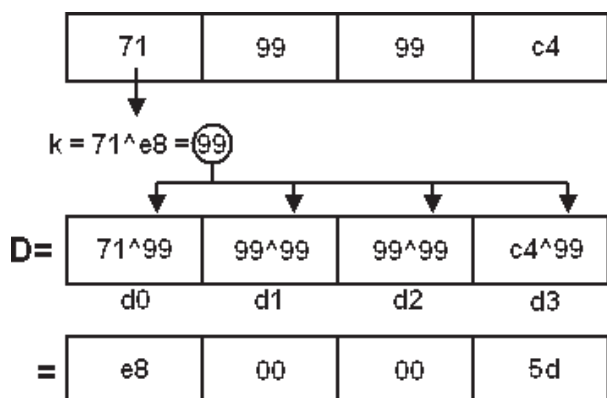 71 99 99 c4
k = 71^e8 = 99
D= 71^99 99^99 99^99 c4^99
d0 d1 d2 d3
= e8 00 00 5d